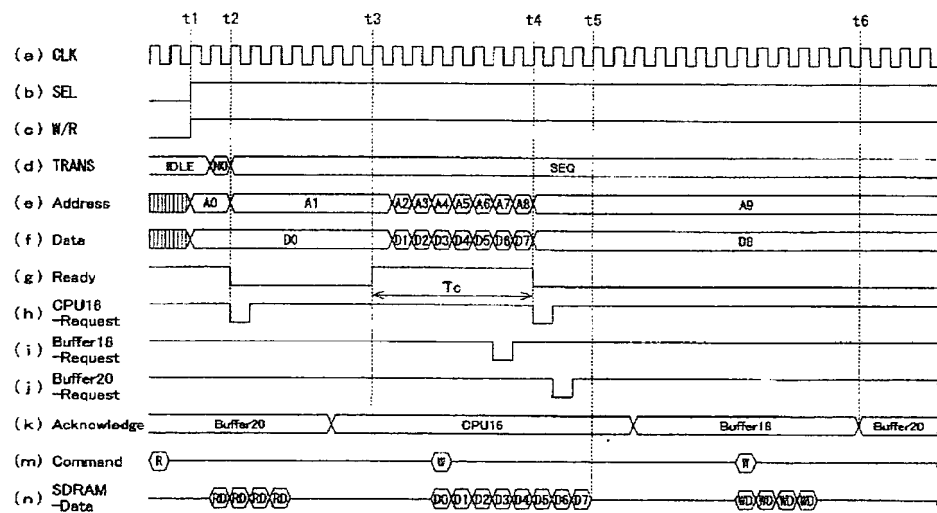 t1 t2 t3 t4 t5 t6
(a) CLK
(b) SEL
(c) W/R
(d) TRANS IDLE NQ SEQ
(e) Address A0 A1 A2 A3 A4 A5 A6 A7 A8 A9
(f) Data D0 D1 D2 D3 D4 D5 D6 D7 D8
(g) Ready Tc
(h) CPU16
-Request
(i) Buffer18
-Request
(j) Buffer20
-Request
(k) Acknowledge Buffer20 CPU16 Buffer18 Buffer20
(m) Command R W W
(n) SDRAM
-Data RD RD RD RD D0 D1 D2 D3 D4 D5 D6 D7 WD WD WD WD